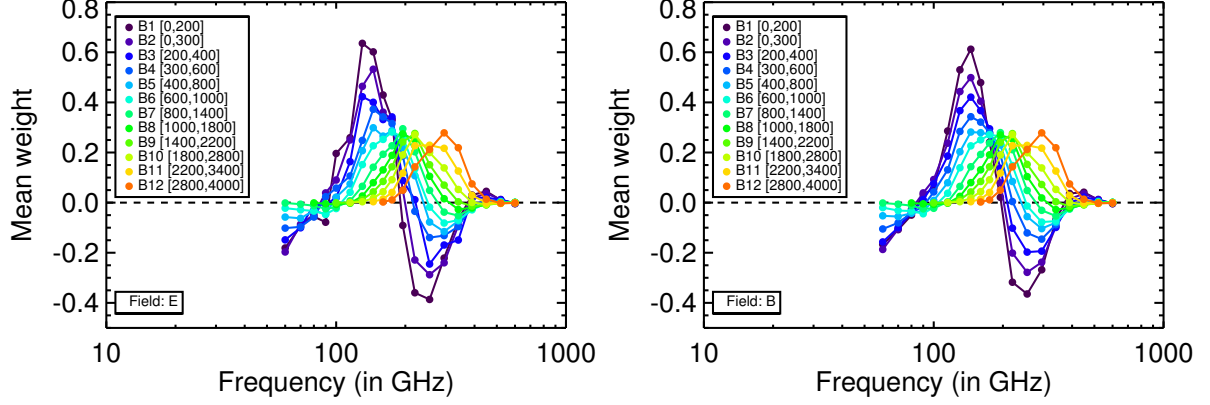 0.8
0.6
0.4
0.2
0.0
-0.2
-0.4
Mean weight
B1 [0,200]
B2 [0,300]
B3 [200,400]
B4 [300,600]
B5 [400,800]
B6 [600,1000]
B7 [800,1400]
B8 [1000,1800]
B9 [1400,2200]
B10 [1800,2800]
B11 [2200,3400]
B12 [2800,4000]
Field: E
10
100
1000
Frequency (in GHz)
0.8
0.6
0.4
0.2
0.0
-0.2
-0.4
Mean weight
B1 [0,200]
B2 [0,300]
B3 [200,400]
B4 [300,600]
B5 [400,800]
B6 [600,1000]
B7 [800,1400]
B8 [1000,1800]
B9 [1400,2200]
B10 [1800,2800]
B11 [2200,3400]
B12 [2800,4000]
Field: B
10
100
1000
Frequency (in GHz)